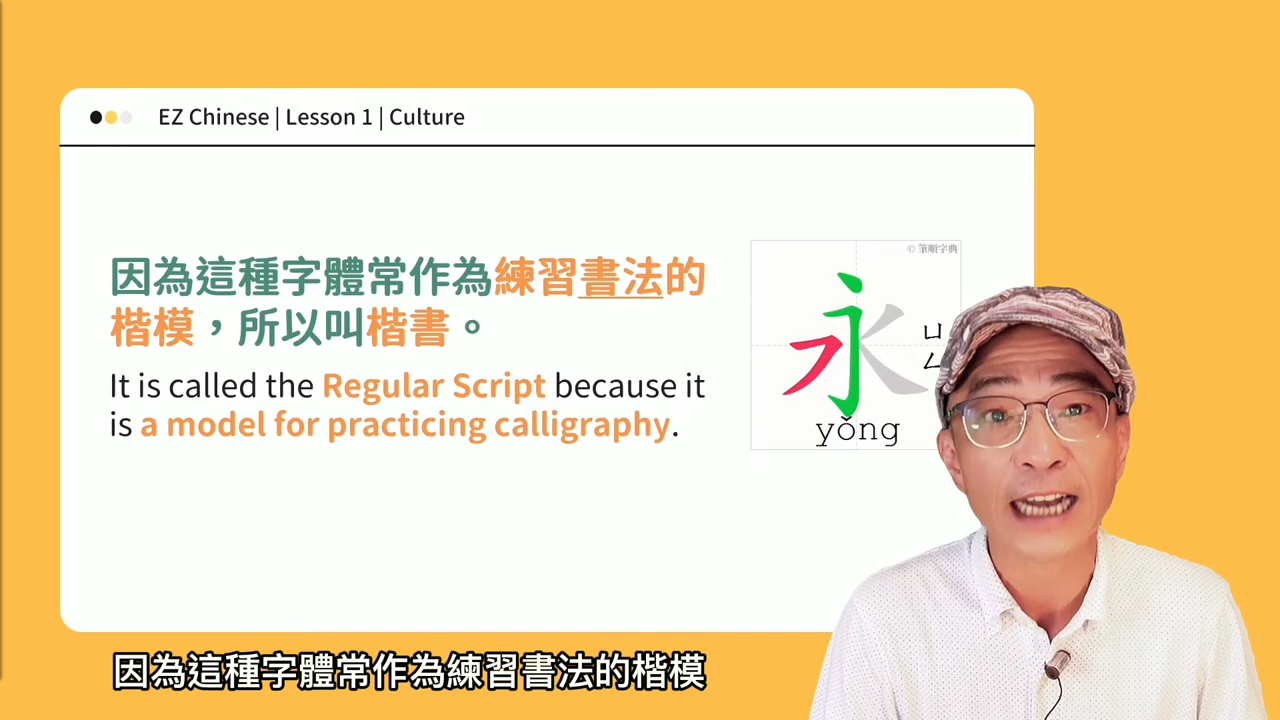 EZ Chinese | Lesson 1 | Culture
因為這種字體常作為練習書法的
楷模，所以叫楷書。
It is called the Regular Script because it
is a model for practicing calligraphy.
© 筆順字典
永
ㄩ
ㄥ
yǒng
因為這種字體常作為練習書法的楷模